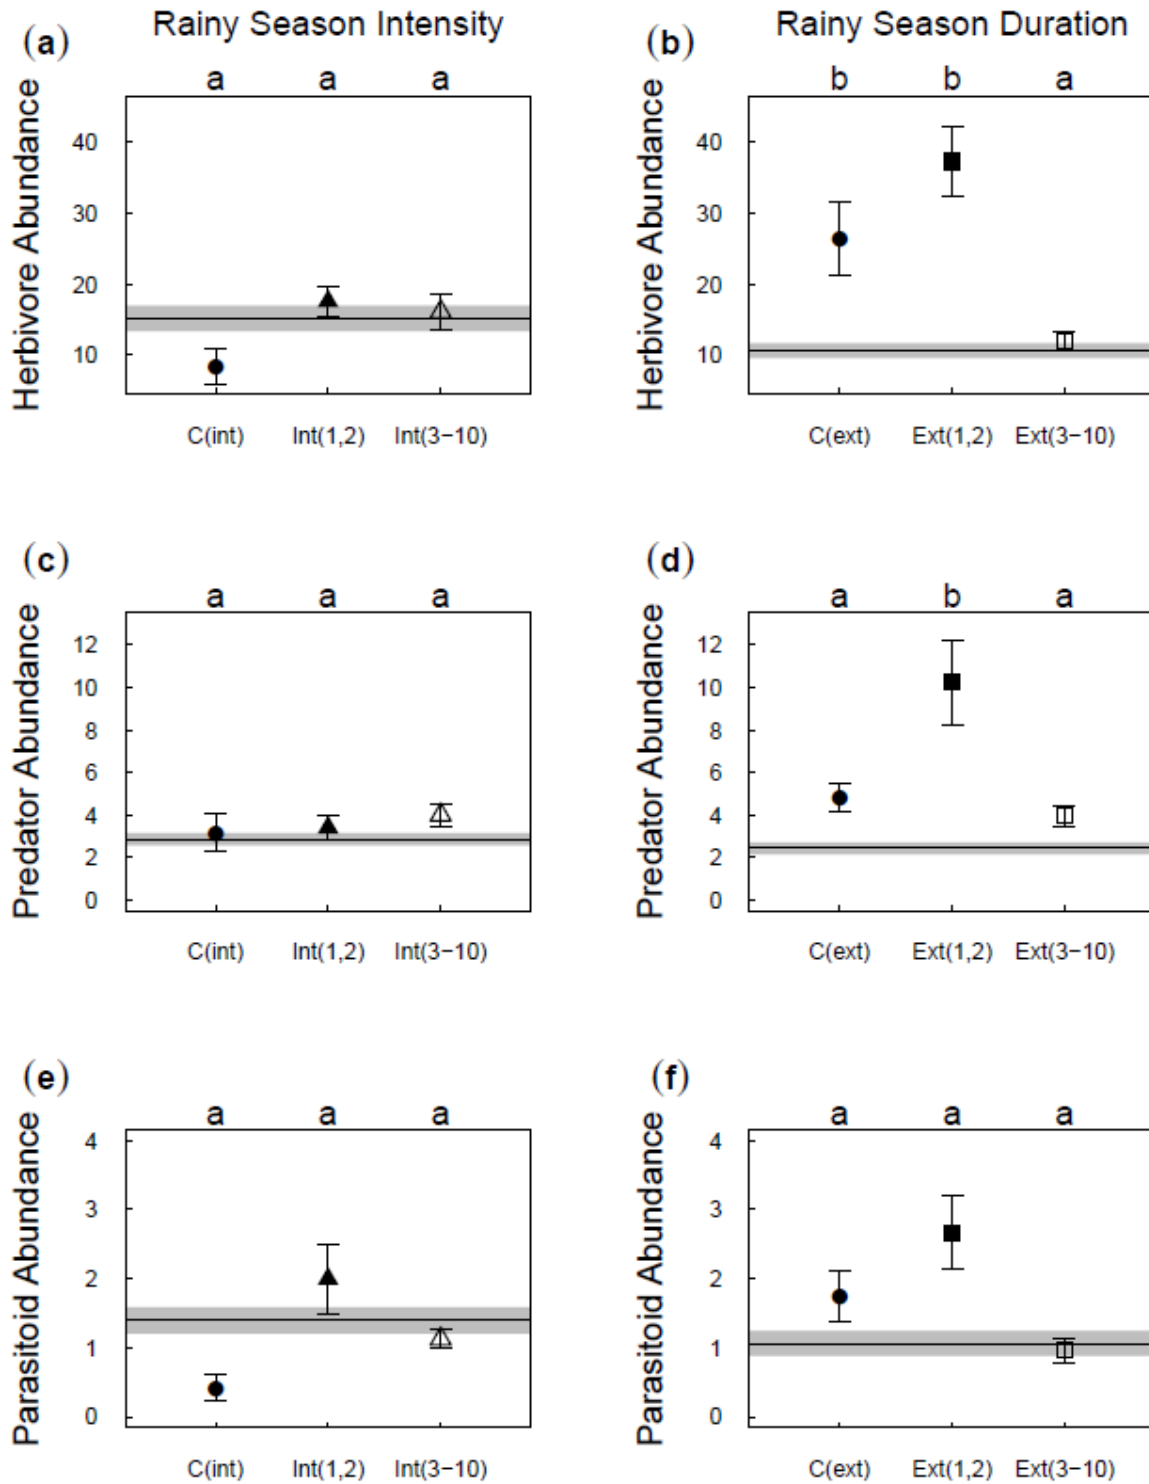 (a) Rainy Season Intensity
a a a
Herbivore Abundance
40
30
20
10
C(int) Int(1,2) Int(3−10)
(b) Rainy Season Duration
b b a
Herbivore Abundance
40
30
20
10
C(ext) Ext(1,2) Ext(3−10)
(c)
a a a
Predator Abundance
12
10
8
6
4
2
0
C(int) Int(1,2) Int(3−10)
(d)
a b a
Predator Abundance
12
10
8
6
4
2
0
C(ext) Ext(1,2) Ext(3−10)
(e)
a a a
Parasitoid Abundance
4
3
2
1
0
C(int) Int(1,2) Int(3−10)
(f)
a a a
Parasitoid Abundance
4
3
2
1
0
C(ext) Ext(1,2) Ext(3−10)